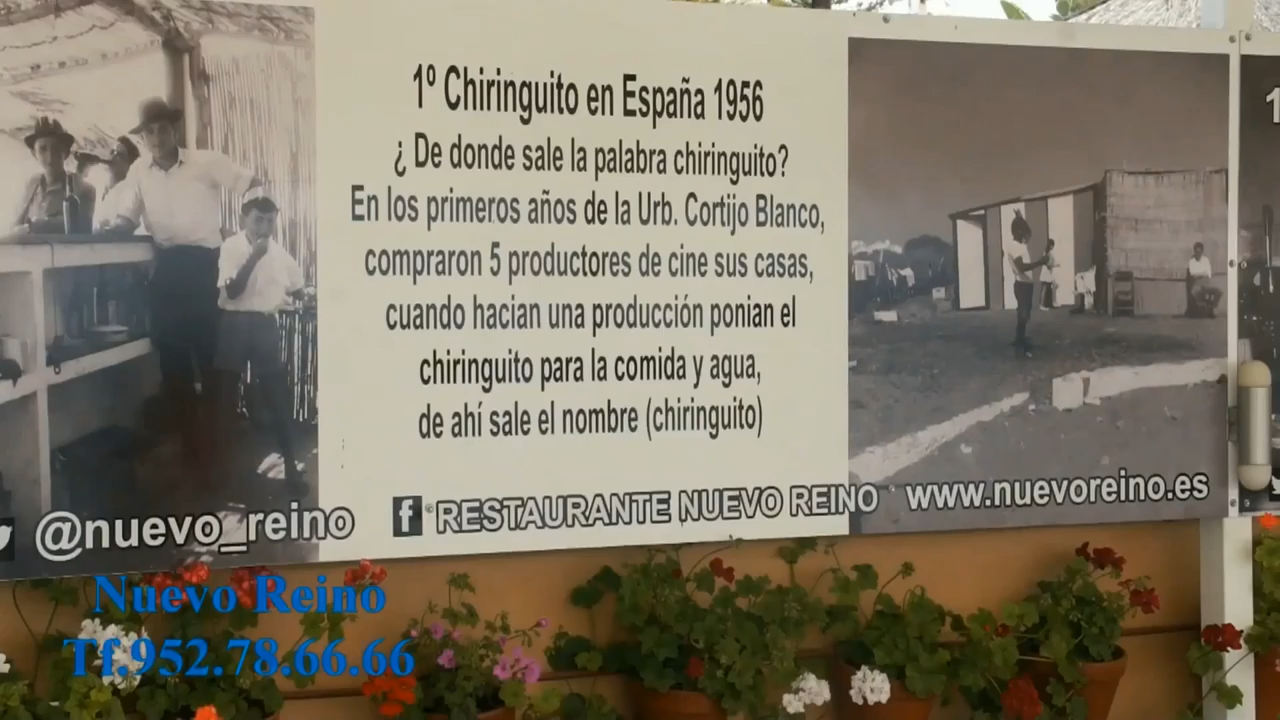 1º Chiringuito en España 1956
¿ De donde sale la palabra chiringuito?
En los primeros años de la Urb. Cortijo Blanco,
compraron 5 productores de cine sus casas,
cuando hacian una producción ponian el
chiringuito para la comida y agua,
de ahí sale el nombre (chiringuito)
@nuevo_reino
f RESTAURANTE NUEVO REINO
www.nuevoreino.es
Nuevo Reino
Tf.952.78.66.66